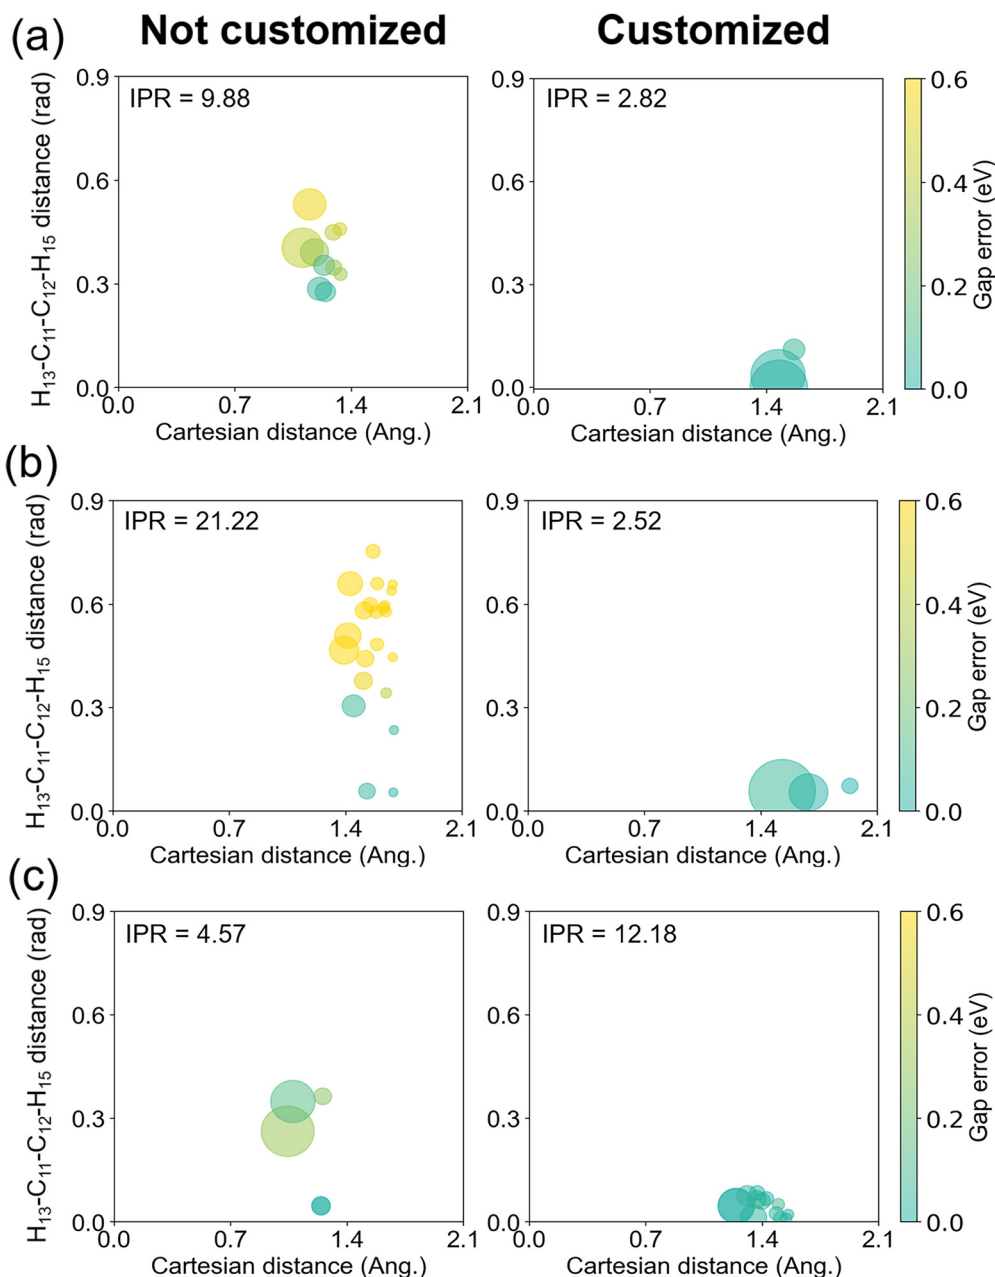 (a) Not customized Customized
IPR = 9.88
IPR = 2.82
H13-C11-C12-H15 distance (rad)
0.9
0.6
0.3
0.0
0.0 0.7 1.4 2.1
Cartesian distance (Ang.)
0.9
0.6
0.3
0.0
0.0 0.7 1.4 2.1
Cartesian distance (Ang.)
0.6
0.4
0.2
0.0
Gap error (eV)
(b)
IPR = 21.22
IPR = 2.52
H13-C11-C12-H15 distance (rad)
0.9
0.6
0.3
0.0
0.0 0.7 1.4 2.1
Cartesian distance (Ang.)
0.9
0.6
0.3
0.0
0.0 0.7 1.4 2.1
Cartesian distance (Ang.)
0.6
0.4
0.2
0.0
Gap error (eV)
(c)
IPR = 4.57
IPR = 12.18
H13-C11-C12-H15 distance (rad)
0.9
0.6
0.3
0.0
0.0 0.7 1.4 2.1
Cartesian distance (Ang.)
0.9
0.6
0.3
0.0
0.0 0.7 1.4 2.1
Cartesian distance (Ang.)
0.6
0.4
0.2
0.0
Gap error (eV)